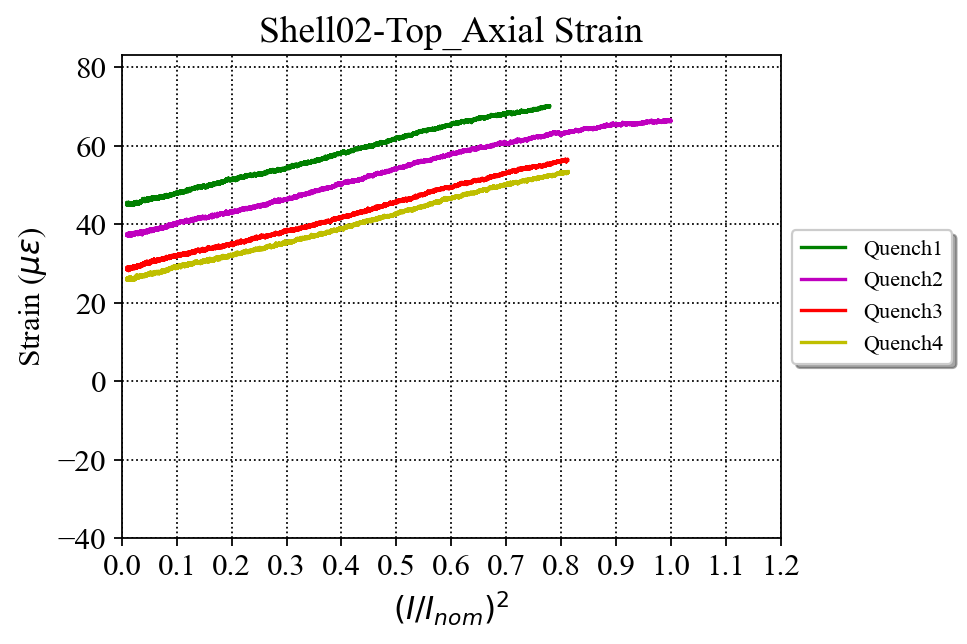 Shell02-Top_Axial Strain
80
60
40
20
0
−20
−40
Strain (με)
0.0 0.1 0.2 0.3 0.4 0.5 0.6 0.7 0.8 0.9 1.0 1.1 1.2
(I/I_{nom})^2
Quench1
Quench2
Quench3
Quench4